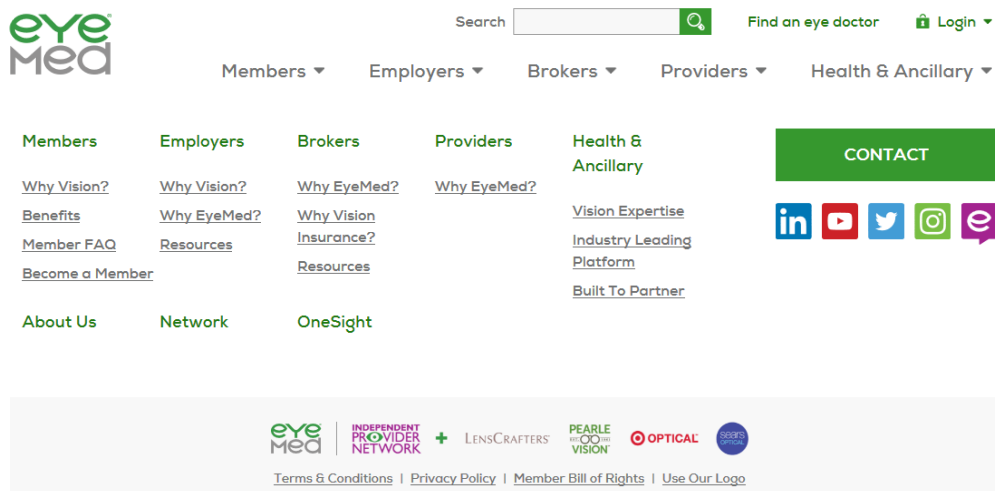 eye
Med
Search
Find an eye doctor
Login
Members
Employers
Brokers
Providers
Health & Ancillary
Members
Why Vision?
Benefits
Member FAQ
Become a Member
Employers
Why Vision?
Why EyeMed?
Resources
Brokers
Why EyeMed?
Why Vision
Insurance?
Resources
Providers
Why EyeMed?
Health &
Ancillary
Vision Expertise
Industry Leading
Platform
Built To Partner
CONTACT
in
e
About Us
Network
OneSight
eye
Med
INDEPENDENT
PROVIDER
NETWORK
+
LENSCRAFTERS
PEARLE
VISION
OPTICAL
sears
OPTICAL
Terms & Conditions | Privacy Policy | Member Bill of Rights | Use Our Logo